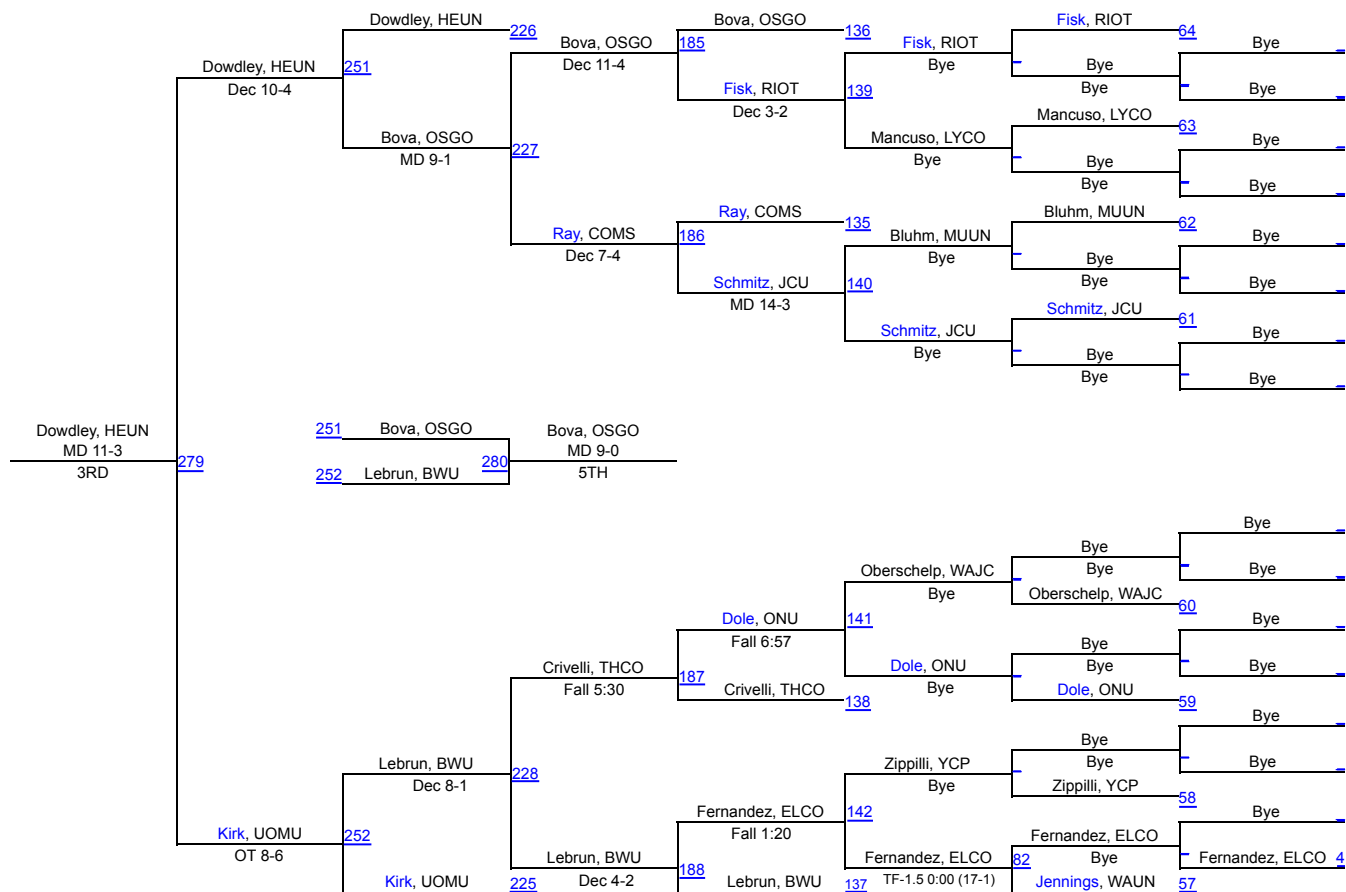 Dowdley, HEUN
226
Bova, OSGO
136
Fisk, RIOT
64
Bova, OSGO
185
Dec 11-4
Fisk, RIOT
Bye
Bye
Dowdley, HEUN
251
Dec 10-4
Bye
Bye
Bye
Fisk, RIOT
139
Dec 3-2
Mancuso, LYCO
63
Bova, OSGO
227
MD 9-1
Mancuso, LYCO
Bye
Bye
Bye
Bye
Bye
Ray, COMS
135
Bluhm, MUUN
62
Ray, COMS
186
Dec 7-4
Bluhm, MUUN
Bye
Bye
Bye
Bye
Bye
Schmitz, JCU
140
MD 14-3
Schmitz, JCU
61
Schmitz, JCU
Bye
Bye
Bye
Bye
Bye
Dowdley, HEUN
MD 11-3
279
3RD
251
Bova, OSGO
Bova, OSGO
MD 9-0
280
5TH
252
Lebrun, BWU
Bye
Bye
Bye
Bye
Oberschelp, WAJC
Bye
Oberschelp, WAJC
60
Dole, ONU
141
Fall 6:57
Bye
Bye
Bye
Bye
Crivelli, THCO
187
Fall 5:30
Dole, ONU
Bye
Crivelli, THCO
138
Dole, ONU
59
Bye
Bye
Bye
Bye
Lebrun, BWU
228
Dec 8-1
Zippilli, YCP
Bye
Zippilli, YCP
58
Fernandez, ELCO
142
Fall 1:20
Bye
Kirk, UOMU
252
OT 8-6
Fernandez, ELCO
Bye
Lebrun, BWU
188
Dec 4-2
Fernandez, ELCO
82
TF-1.5 0:00 (17-1)
Fernandez, ELCO
4
Kirk, UOMU
225
Lebrun, BWU
137
Jennings, WAUN
57